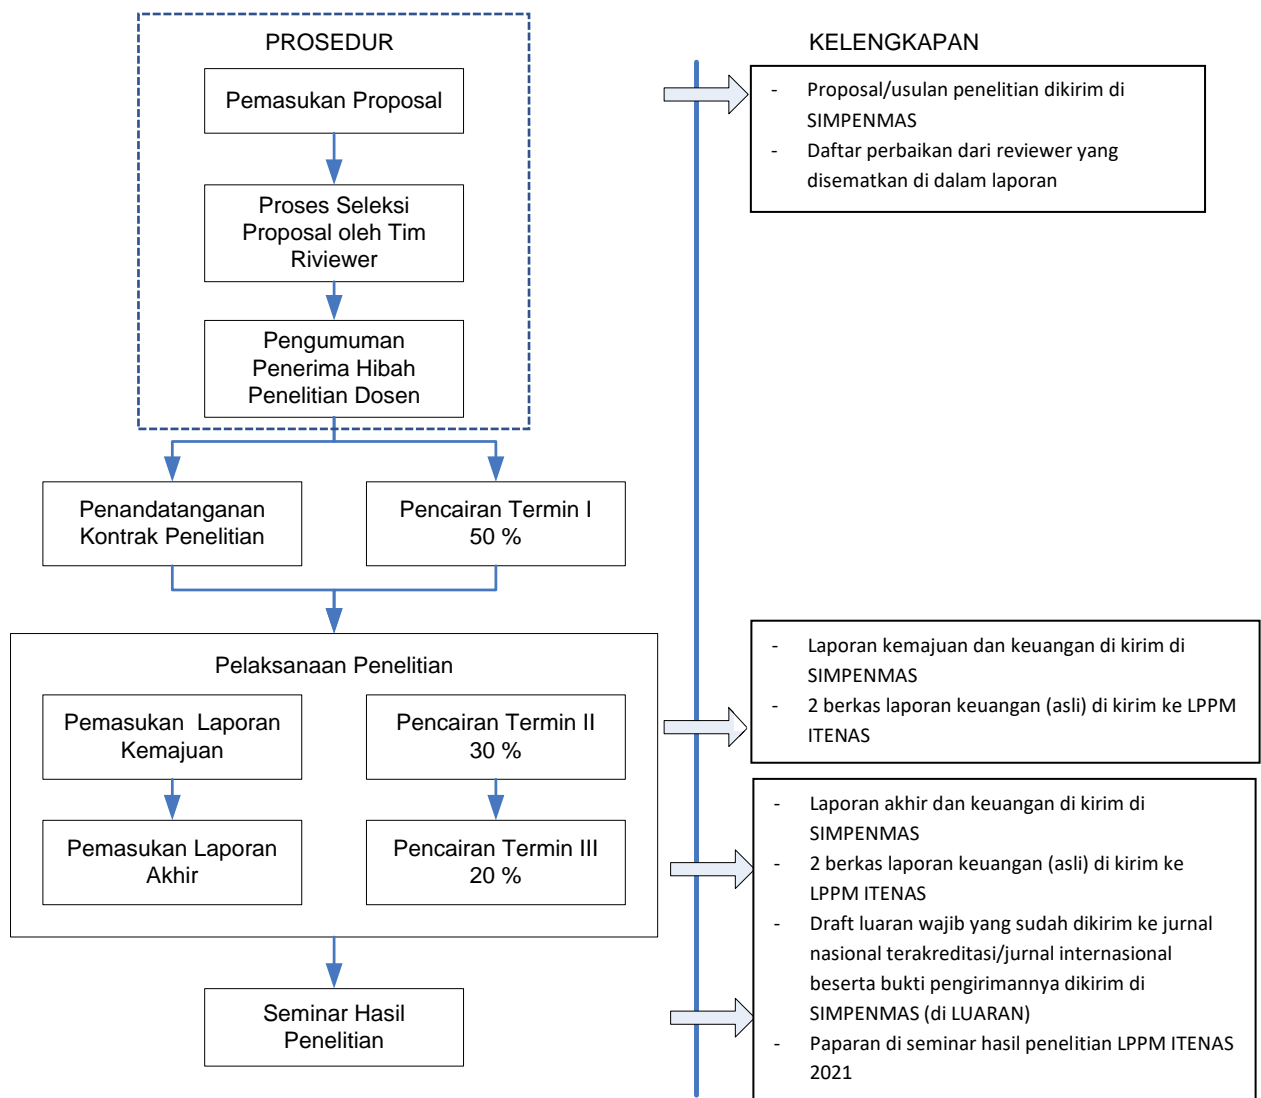 PROSEDUR
KELENGKAPAN
Pemasukan Proposal
- Proposal/usulan penelitian dikirim di
SIMPENMAS
- Daftar perbaikan dari reviewer yang
disematkan di dalam laporan
Proses Seleksi
Proposal oleh Tim
Riviewer
Pengumuman
Penerima Hibah
Penelitian Dosen
Penandatanganan
Kontrak Penelitian
Pencairan Termin I
50 %
Pelaksanaan Penelitian
Pemasukan Laporan
Kemajuan
Pencairan Termin II
30 %
- Laporan kemajuan dan keuangan di kirim di
SIMPENMAS
- 2 berkas laporan keuangan (asli) di kirim ke LPPM
ITENAS
Pemasukan Laporan
Akhir
Pencairan Termin III
20 %
- Laporan akhir dan keuangan di kirim di
SIMPENMAS
- 2 berkas laporan keuangan (asli) di kirim ke
LPPM ITENAS
- Draft luaran wajib yang sudah dikirim ke jurnal
nasional terakreditasi/jurnal internasional
beserta bukti pengirimannya dikirim di
SIMPENMAS (di LUARAN)
- Paparan di seminar hasil penelitian LPPM ITENAS
2021
Seminar Hasil
Penelitian